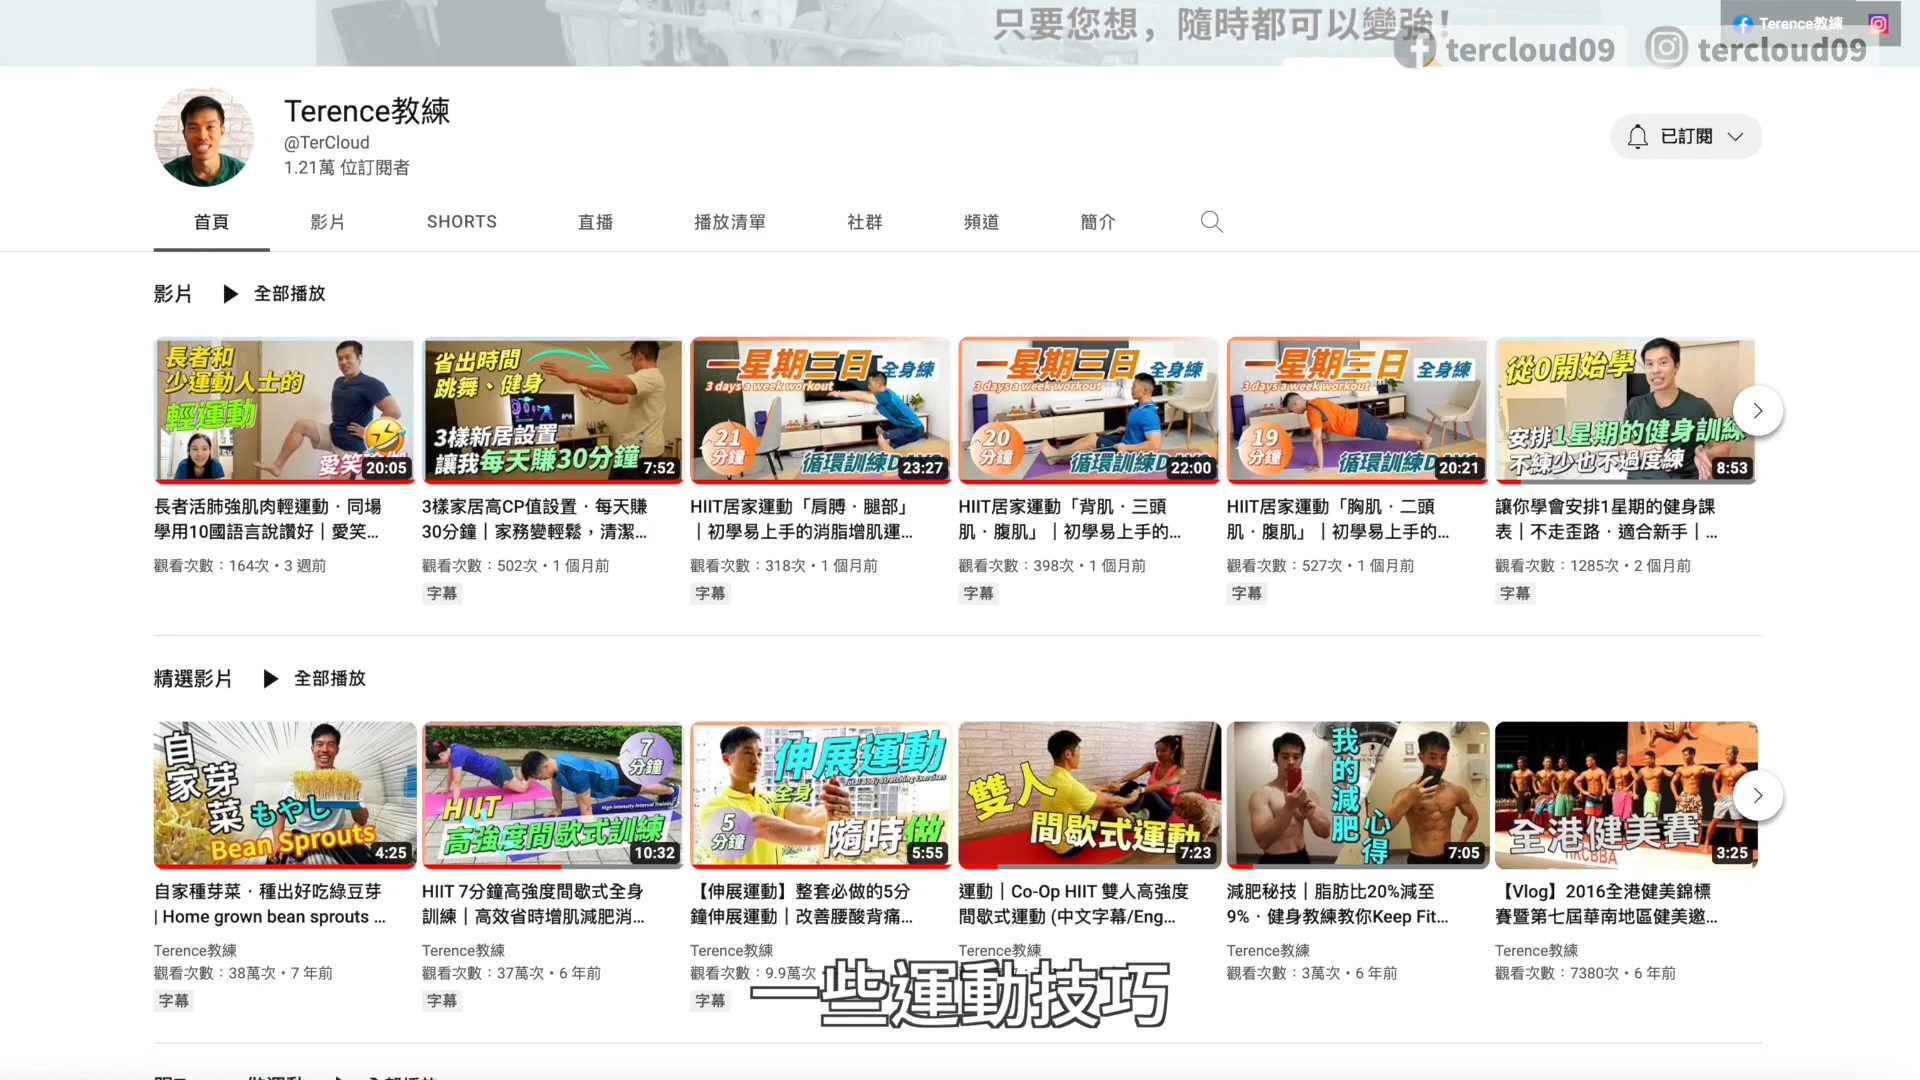 只要您想，隨時都可以變強！
Terence教練
tercloud09
tercloud09
Terence教練
@TerCloud
1.21萬 位訂閱者
已訂閱
首頁
影片
SHORTS
直播
播放清單
社群
頻道
簡介
影片
全部播放
長者和
少運動人士的
輕運動
20:05
省出時間
跳舞、健身
3樣新居設置
讓我每天賺30分鐘
7:52
一星期三日
全身練
3 days a week workout
21
分鐘
23:27
一星期三日
全身練
3 days a week workout
20
分鐘
22:00
一星期三日
全身練
3 days a week workout
19
分鐘
20:21
從0開始學
安排1星期的健身訓練
不練少也不過度練
8:53
長者活肺強肌肉輕運動．同場
學用10國語言說讚好｜愛笑...
觀看次數：164次・3 週前
3樣家居高CP值設置．每天賺
30分鐘｜家務變輕鬆，清潔...
觀看次數：502次・1 個月前
字幕
HIIT居家運動「肩膊．腿部」
｜初學易上手的消脂增肌運...
觀看次數：318次・1 個月前
字幕
HIIT居家運動「背肌．三頭
肌．腹肌」｜初學易上手的...
觀看次數：398次・1 個月前
字幕
HIIT居家運動「胸肌．二頭
肌．腹肌」｜初學易上手的...
觀看次數：527次・1 個月前
字幕
讓你學會安排1星期的健身課
表｜不走歪路．適合新手｜...
觀看次數：1285次・2 個月前
字幕
精選影片
全部播放
自家芽菜
もやし
Bean Sprouts
4:25
7
分鐘
HIIT
High Intensity Interval Training
高強度間歇式訓練
10:32
伸展運動
全身
5
分鐘
隨時做
5:55
雙人
間歇式運動
7:23
我的減肥
心得
7:05
全港健美賽
HKCBBA
3:25
自家種芽菜．種出好吃綠豆芽
| Home grown bean sprouts ...
Terence教練
觀看次數：38萬次・7 年前
字幕
HIIT 7分鐘高強度間歇式全身
訓練｜高效省時增肌減肥消...
Terence教練
觀看次數：37萬次・6 年前
字幕
【伸展運動】整套必做的5分
鐘伸展運動｜改善腰酸背痛...
Terence教練
觀看次數：9.9萬次
字幕
運動｜Co-Op HIIT 雙人高強度
間歇式運動 (中文字幕/Eng...
Terence教練
減肥秘技｜脂肪比20%減至
9%．健身教練教你Keep Fit...
Terence教練
觀看次數：3萬次・6 年前
【Vlog】2016全港健美錦標
賽暨第七屆華南地區健美邀...
Terence教練
觀看次數：7380次・6 年前
一些運動技巧